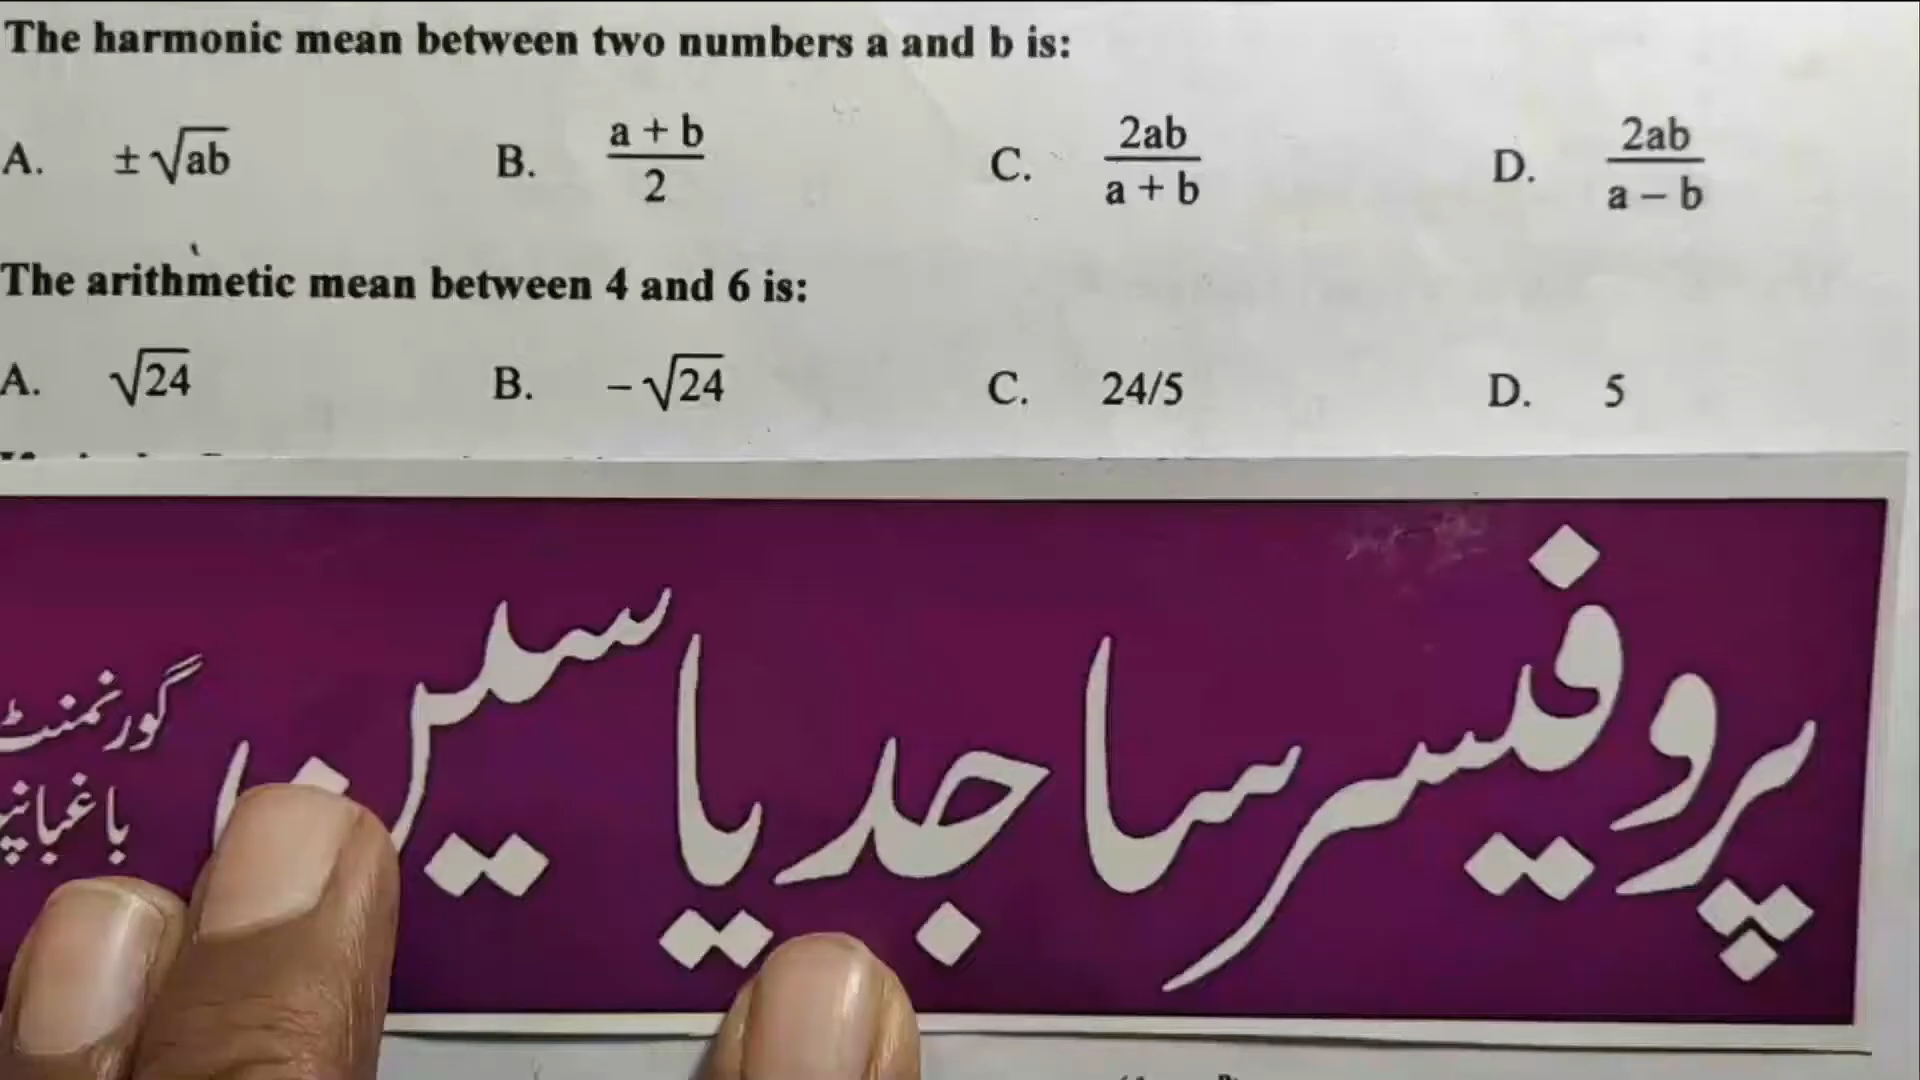 The harmonic mean between two numbers a and b is:
A. ± √ab B. a + b / 2 C. 2ab / a + b D. 2ab / a − b
The arithmetic mean between 4 and 6 is:
A. √24 B. − √24 C. 24/5 D. 5
پروفیسر ساجد یاسین
گورنمنٹ